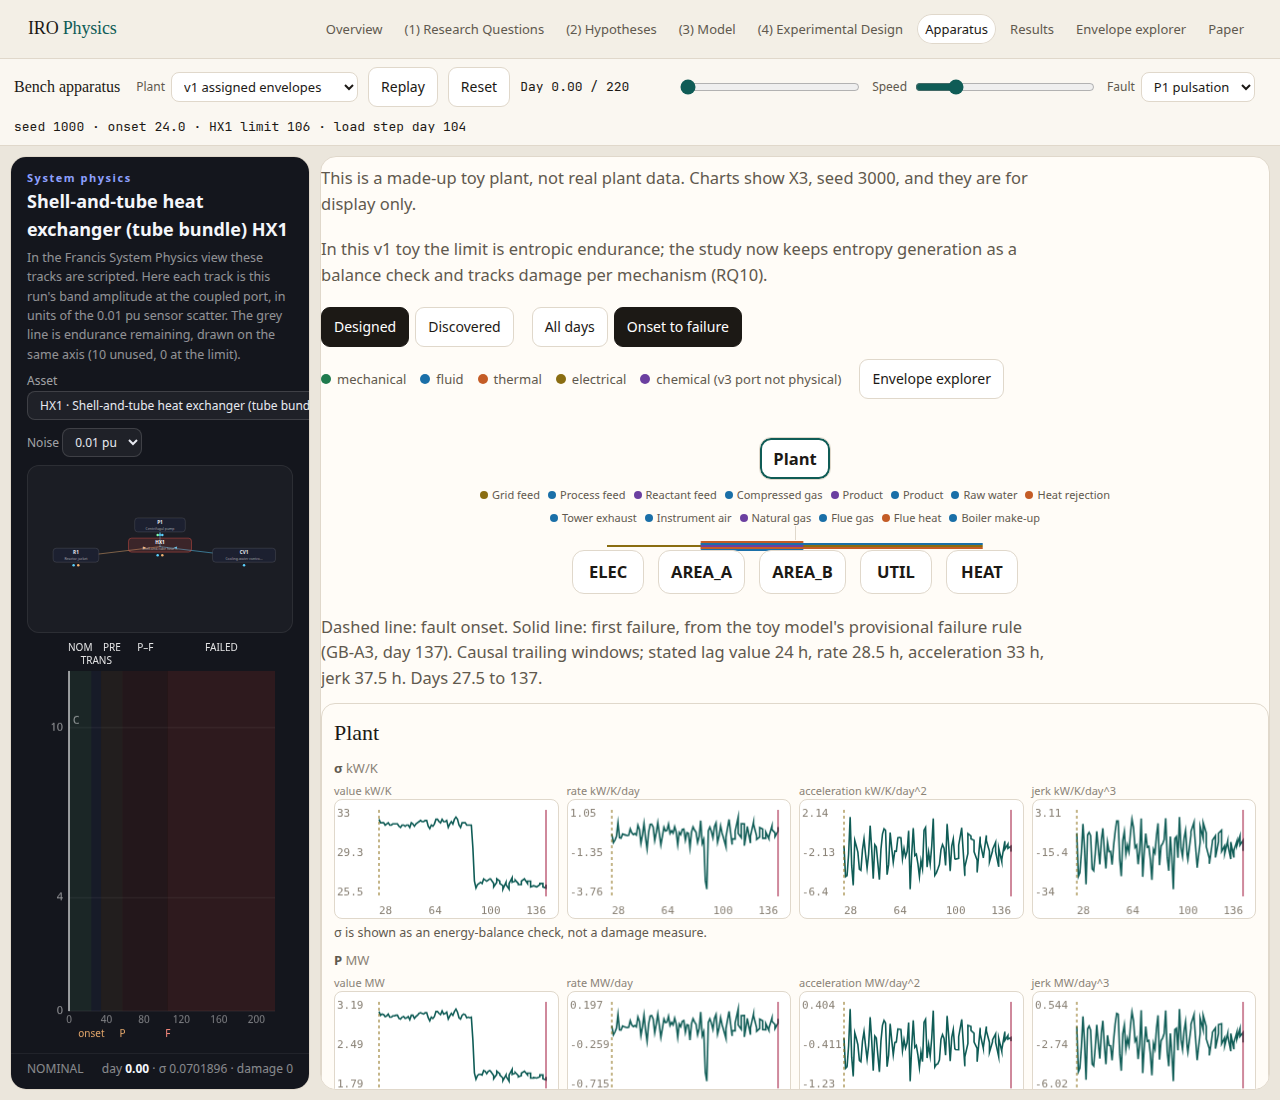 IRO Physics
Overview (1) Research Questions (2) Hypotheses (3) Model (4) Experimental Design Apparatus Results Envelope explorer Paper
Bench apparatus Plant v1 assigned envelopes Replay Reset Day 0.00 / 220 Speed Fault P1 pulsation
seed 1000 · onset 24.0 · HX1 limit 106 · load step day 104
System physics
Shell-and-tube heat
exchanger (tube bundle) HX1
In the Francis System Physics view these
tracks are scripted. Here each track is this
run's band amplitude at the coupled port, in
units of the 0.01 pu sensor scatter. The grey
line is endurance remaining, drawn on the
same axis (10 unused, 0 at the limit).
Asset
HX1 · Shell-and-tube heat exchanger (tube bund
Noise 0.01 pu
P1
Centrifugal pump
HX1
R1
CV1
NOM PRE P–F FAILED
TRANS
C
10
4
0
0 40 80 120 160 200
onset P F
NOMINAL day 0.00 · σ 0.0701896 · damage 0
This is a made-up toy plant, not real plant data. Charts show X3, seed 3000, and they are for
display only.
In this v1 toy the limit is entropic endurance; the study now keeps entropy generation as a
balance check and tracks damage per mechanism (RQ10).
Designed Discovered All days Onset to failure
mechanical fluid thermal electrical chemical (v3 port not physical) Envelope explorer
Plant
Grid feed Process feed Reactant feed Compressed gas Product Product Raw water Heat rejection
Tower exhaust Instrument air Natural gas Flue gas Flue heat Boiler make-up
ELEC AREA_A AREA_B UTIL HEAT
Dashed line: fault onset. Solid line: first failure, from the toy model's provisional failure rule
(GB-A3, day 137). Causal trailing windows; stated lag value 24 h, rate 28.5 h, acceleration 33 h,
jerk 37.5 h. Days 27.5 to 137.
Plant
σ kW/K
value kW/K rate kW/K/day acceleration kW/K/day^2 jerk kW/K/day^3
33 1.05 2.14 3.11
29.3 -1.35 -2.13 -15.4
25.5 -3.76 -6.4 -34
28 64 100 136 28 64 100 136 28 64 100 136 28 64 100 136
σ is shown as an energy-balance check, not a damage measure.
P MW
value MW rate MW/day acceleration MW/day^2 jerk MW/day^3
3.19 0.197 0.404 0.544
2.49 -0.259 -0.411 -2.74
1.79 -0.715 -1.23 -6.02